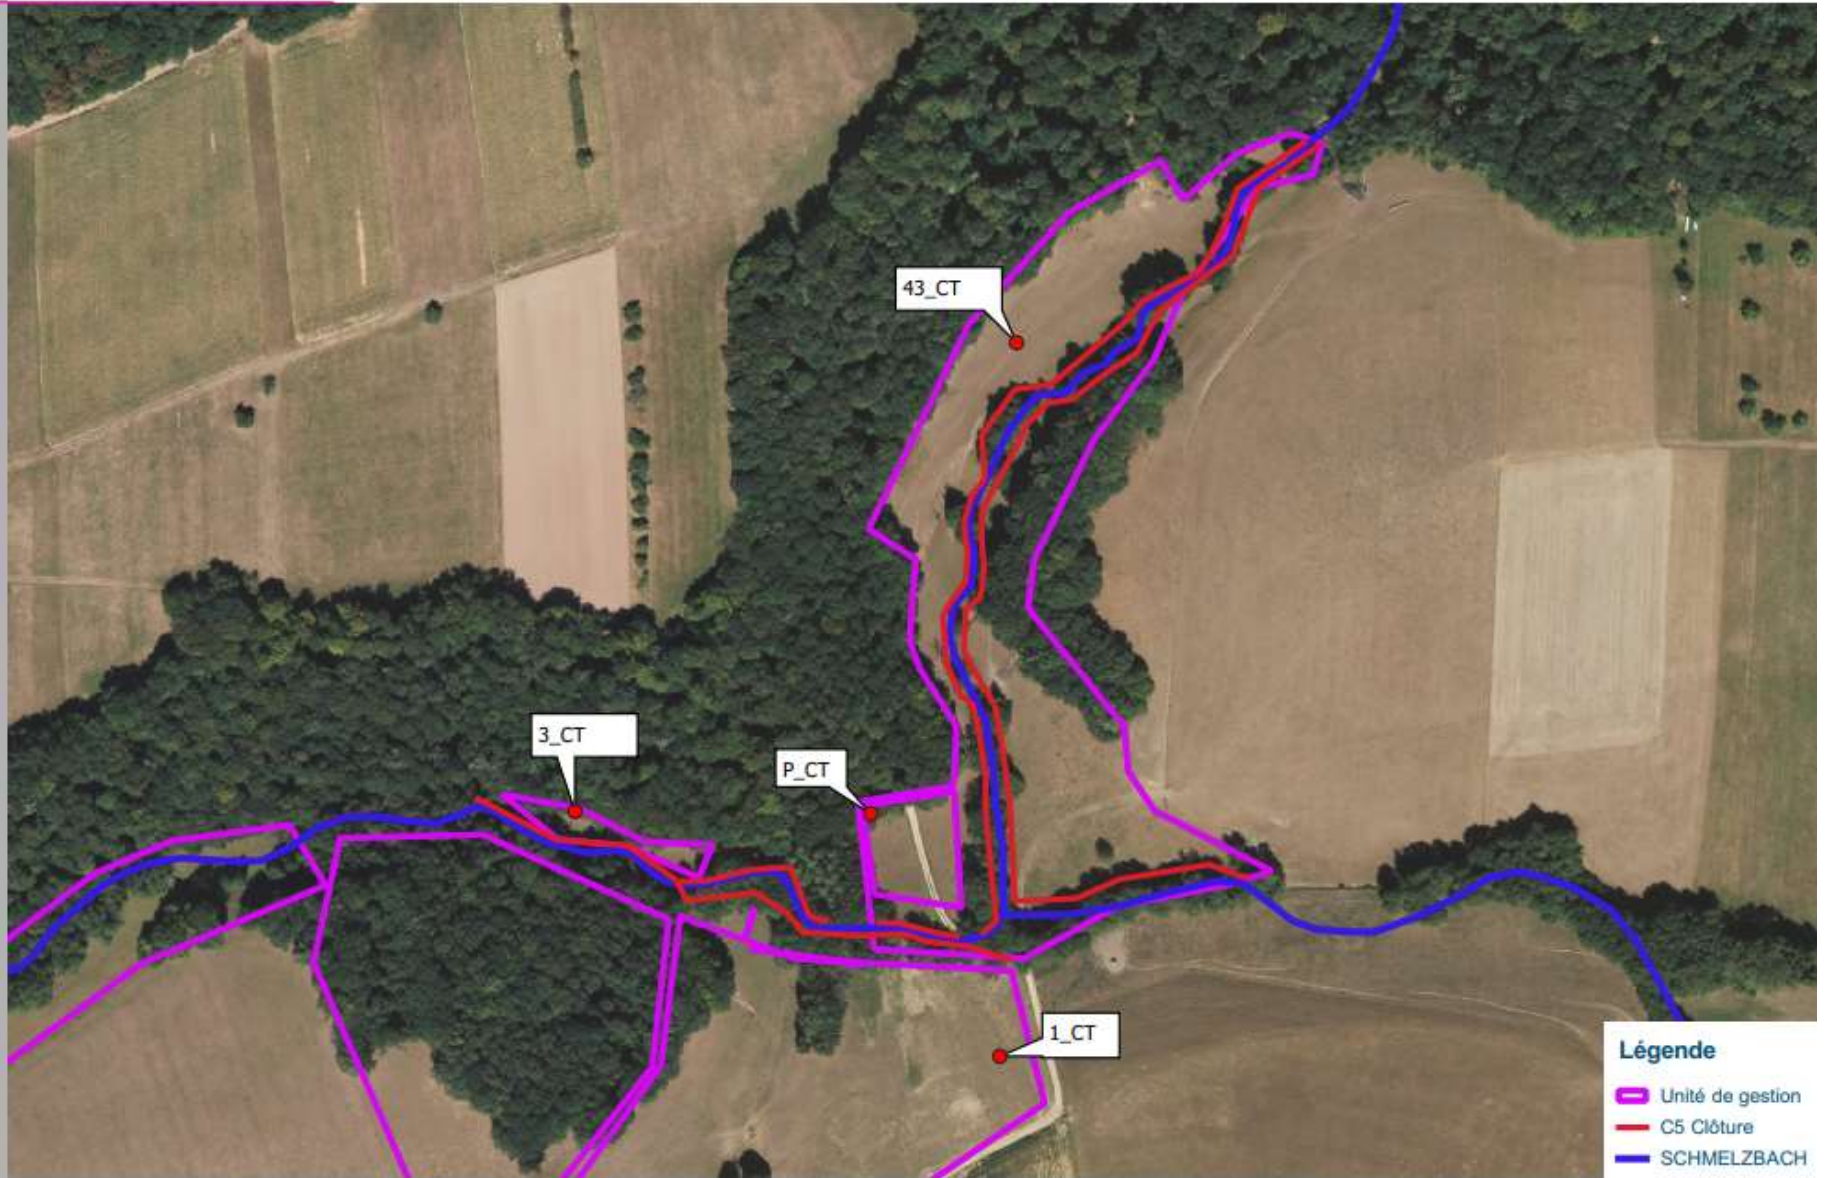 43_CT
3_CT
P_CT
1_CT
Légende
Unité de gestion
C5 Clôture
SCHMELZBACH